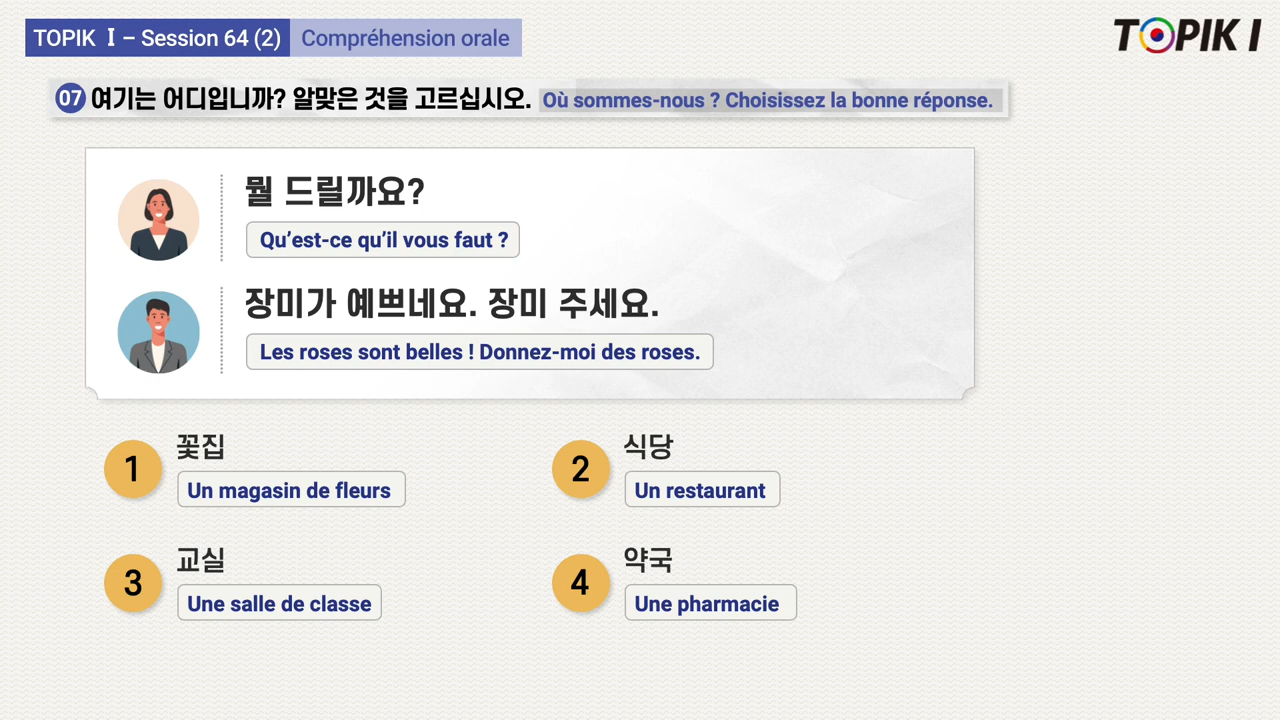 TOPIK Ⅰ – Session 64 (2) Compréhension orale
TOPIK I
07 여기는 어디입니까? 알맞은 것을 고르십시오. Où sommes-nous ? Choisissez la bonne réponse.
뭘 드릴까요?
Qu’est-ce qu’il vous faut ?
장미가 예쁘네요. 장미 주세요.
Les roses sont belles ! Donnez-moi des roses.
1 꽃집
Un magasin de fleurs
2 식당
Un restaurant
3 교실
Une salle de classe
4 약국
Une pharmacie